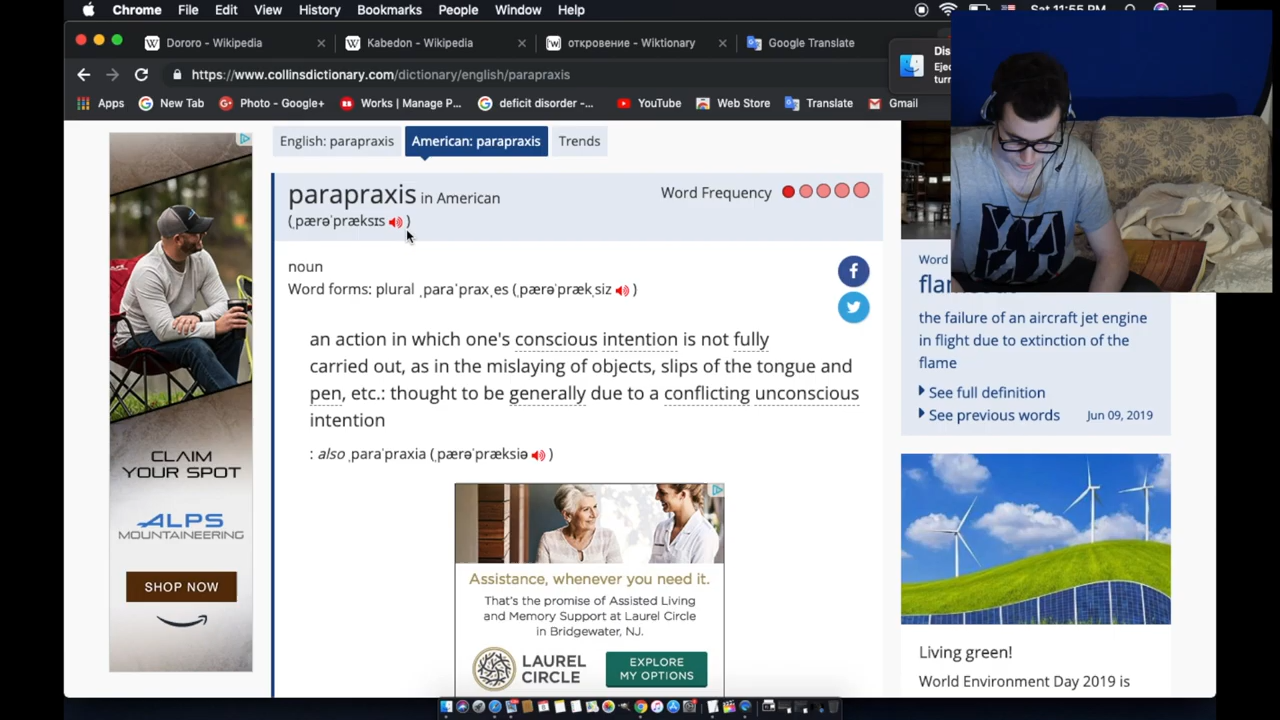 Chrome File Edit View History Bookmarks People Window Help
Sat 11:55 PM
Dororo - Wikipedia
Kabedon - Wikipedia
откровение - Wiktionary
Google Translate
https://www.collinsdictionary.com/dictionary/english/parapraxis
Apps New Tab Photo - Google+ Works | Manage P... deficit disorder -... YouTube Web Store Translate Gmail
English: parapraxis American: parapraxis Trends
parapraxis in American
Word Frequency
(ˌpærəˈpræksɪs )
noun
Word forms: plural ˌparaˈpraxˌes (ˌpærəˈprækˌsiz )
an action in which one's conscious intention is not fully
carried out, as in the mislaying of objects, slips of the tongue and
pen, etc.: thought to be generally due to a conflicting unconscious
intention
: also ˌparaˈpraxia (ˌpærəˈpræksiə )
CLAIM
YOUR SPOT
ALPS
MOUNTAINEERING
SHOP NOW
Assistance, whenever you need it.
That's the promise of Assisted Living
and Memory Support at Laurel Circle
in Bridgewater, NJ.
LAUREL
CIRCLE
EXPLORE
MY OPTIONS
Word
the failure of an aircraft jet engine
in flight due to extinction of the
flame
See full definition
See previous words Jun 09, 2019
Living green!
World Environment Day 2019 is